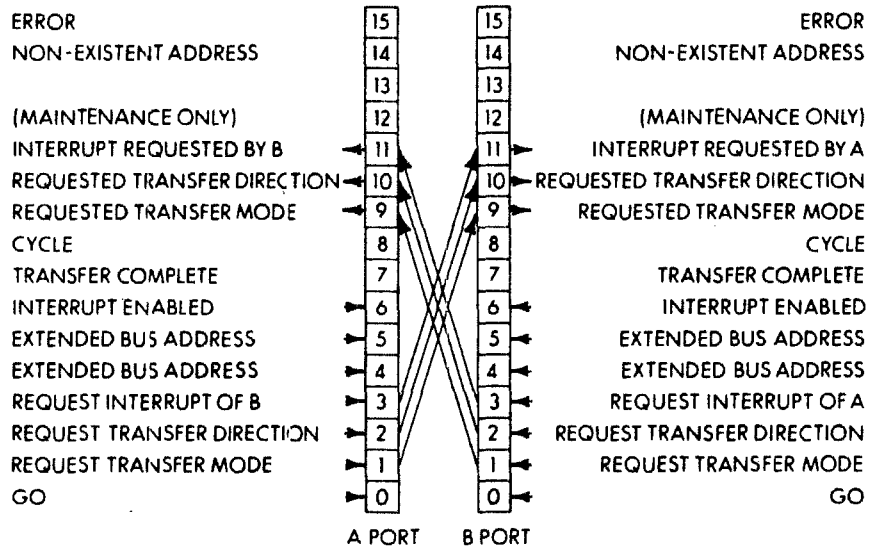 ERROR 15 15 ERROR
NON-EXISTENT ADDRESS 14 14 NON-EXISTENT ADDRESS
13 13
(MAINTENANCE ONLY) 12 12 (MAINTENANCE ONLY)
INTERRUPT REQUESTED BY B 11 11 INTERRUPT REQUESTED BY A
REQUESTED TRANSFER DIRECTION 10 10 REQUESTED TRANSFER DIRECTION
REQUESTED TRANSFER MODE 9 9 REQUESTED TRANSFER MODE
CYCLE 8 8 CYCLE
TRANSFER COMPLETE 7 7 TRANSFER COMPLETE
INTERRUPT ENABLED 6 6 INTERRUPT ENABLED
EXTENDED BUS ADDRESS 5 5 EXTENDED BUS ADDRESS
EXTENDED BUS ADDRESS 4 4 EXTENDED BUS ADDRESS
REQUEST INTERRUPT OF B 3 3 REQUEST INTERRUPT OF A
REQUEST TRANSFER DIRECTION 2 2 REQUEST TRANSFER DIRECTION
REQUEST TRANSFER MODE 1 1 REQUEST TRANSFER MODE
GO 0 0 GO
A PORT B PORT